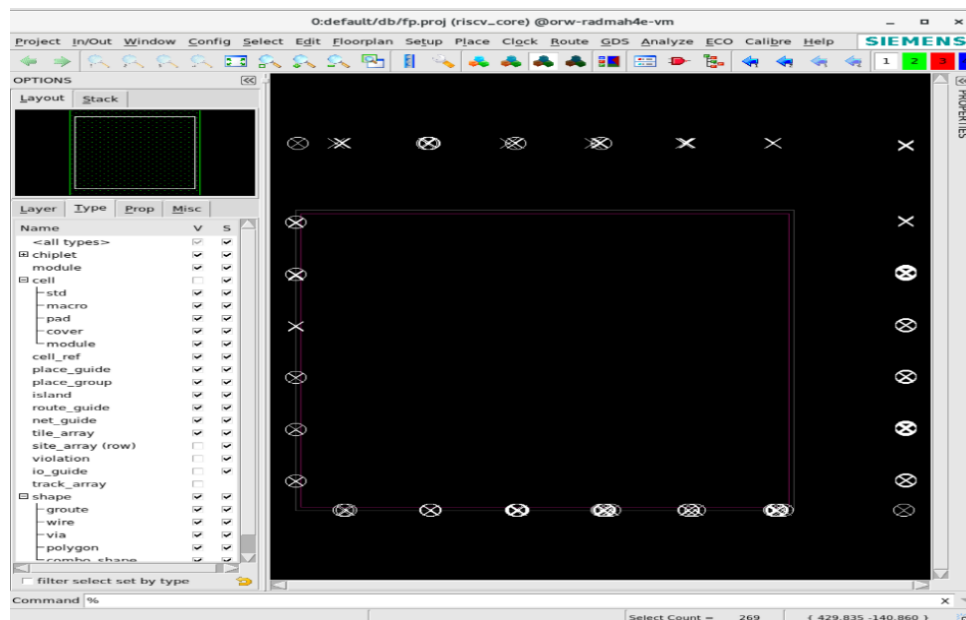 0:default/db/fp.proj (riscv_core) @orw-radmah4e-vm
Project In/Out Window Config Select Edit Floorplan Setup Place Clock Route GDS Analyze ECO Calibre Help SIEMENS
1 2 3
OPTIONS
PROPERTIES
Layout Stack
Layer Type Prop Misc
Name V S
<all types>
chiplet
module
cell
std
macro
pad
cover
module
cell_ref
place_guide
place_group
island
route_guide
net_guide
tile_array
site_array (row)
violation
io_guide
track_array
shape
groute
wire
via
polygon
combo_shape
filter select set by type
Command %
Select Count = 269 { 429.835 -140.860 }